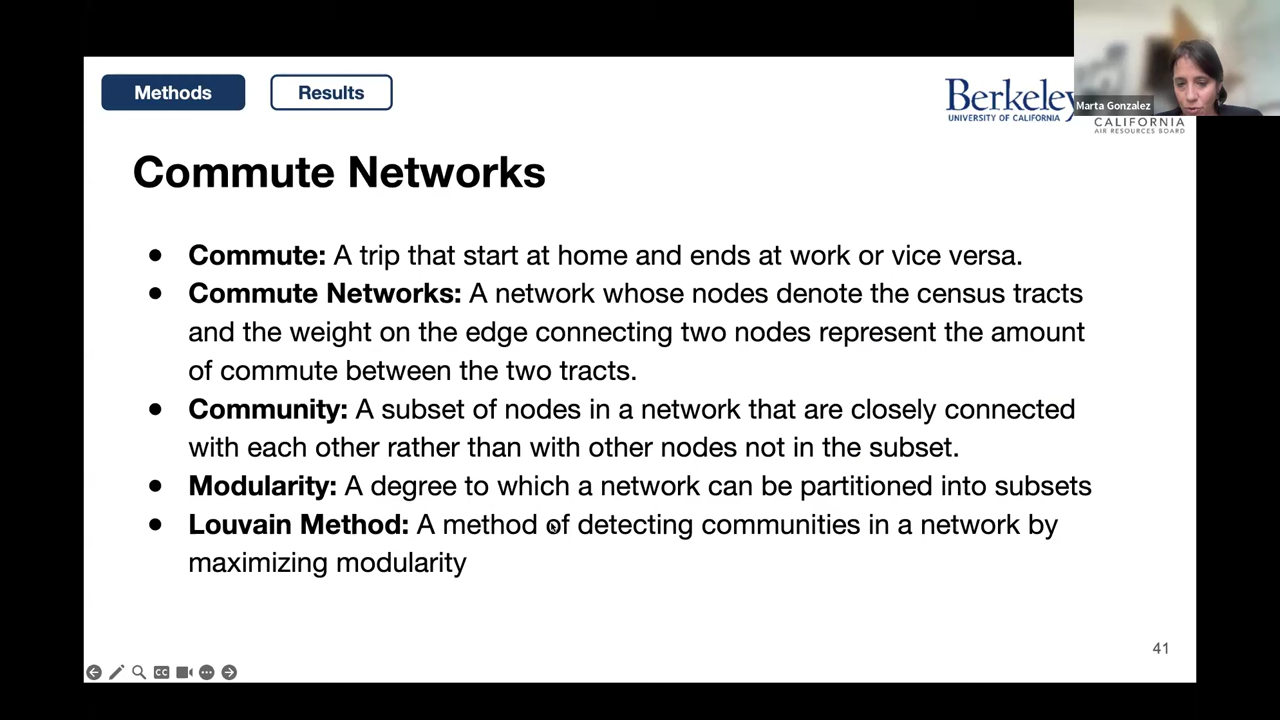 Methods
Results
Berkeley
UNIVERSITY OF CALIFORNIA
CALIFORNIA
AIR RESOURCES BOARD
Marta Gonzalez
Commute Networks
● Commute: A trip that start at home and ends at work or vice versa.
● Commute Networks: A network whose nodes denote the census tracts
and the weight on the edge connecting two nodes represent the amount
of commute between the two tracts.
● Community: A subset of nodes in a network that are closely connected
with each other rather than with other nodes not in the subset.
● Modularity: A degree to which a network can be partitioned into subsets
● Louvain Method: A method of detecting communities in a network by
maximizing modularity
41
CC